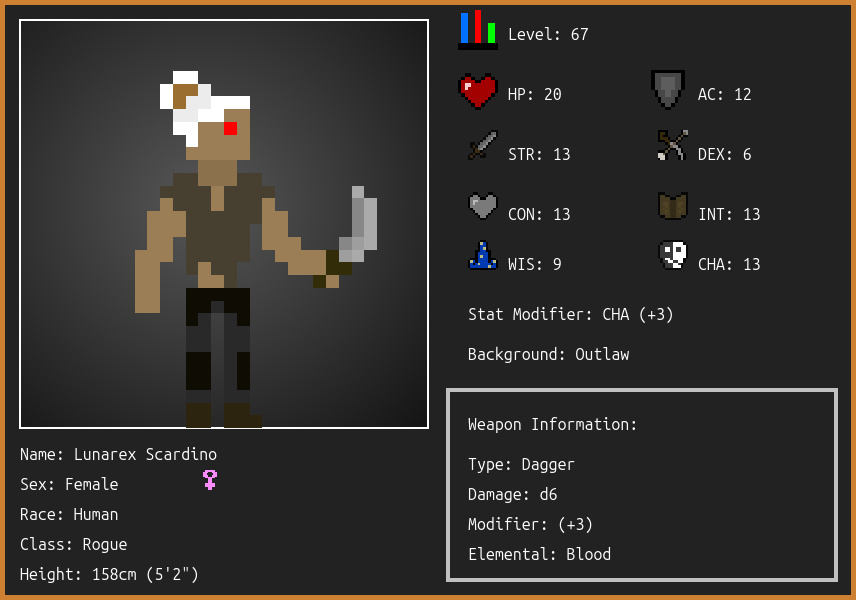 Level: 67
HP: 20
AC: 12
STR: 13
DEX: 6
CON: 13
INT: 13
WIS: 9
CHA: 13
Stat Modifier: CHA (+3)
Background: Outlaw
Name: Lunarex Scardino
Sex: Female
Race: Human
Class: Rogue
Height: 158cm (5'2")
Weapon Information:
Type: Dagger
Damage: d6
Modifier: (+3)
Elemental: Blood